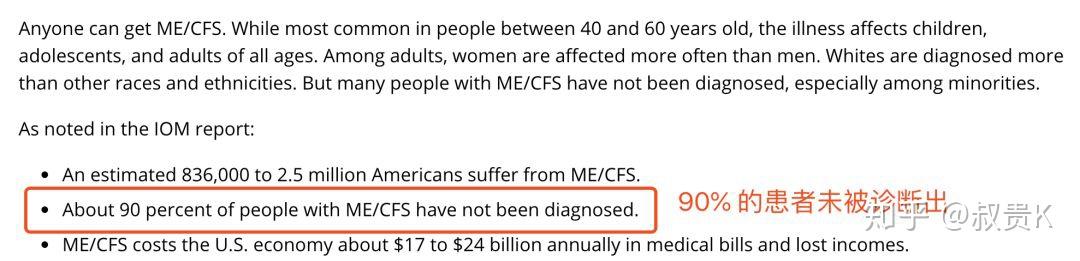 Anyone can get ME/CFS. While most common in people between 40 and 60 years old, the illness affects children,
adolescents, and adults of all ages. Among adults, women are affected more often than men. Whites are diagnosed more
than other races and ethnicities. But many people with ME/CFS have not been diagnosed, especially among minorities.
As noted in the IOM report:
• An estimated 836,000 to 2.5 million Americans suffer from ME/CFS.
• About 90 percent of people with ME/CFS have not been diagnosed.
90% 的患者未被诊断出
知乎 @叔贵K
• ME/CFS costs the U.S. economy about $17 to $24 billion annually in medical bills and lost incomes.